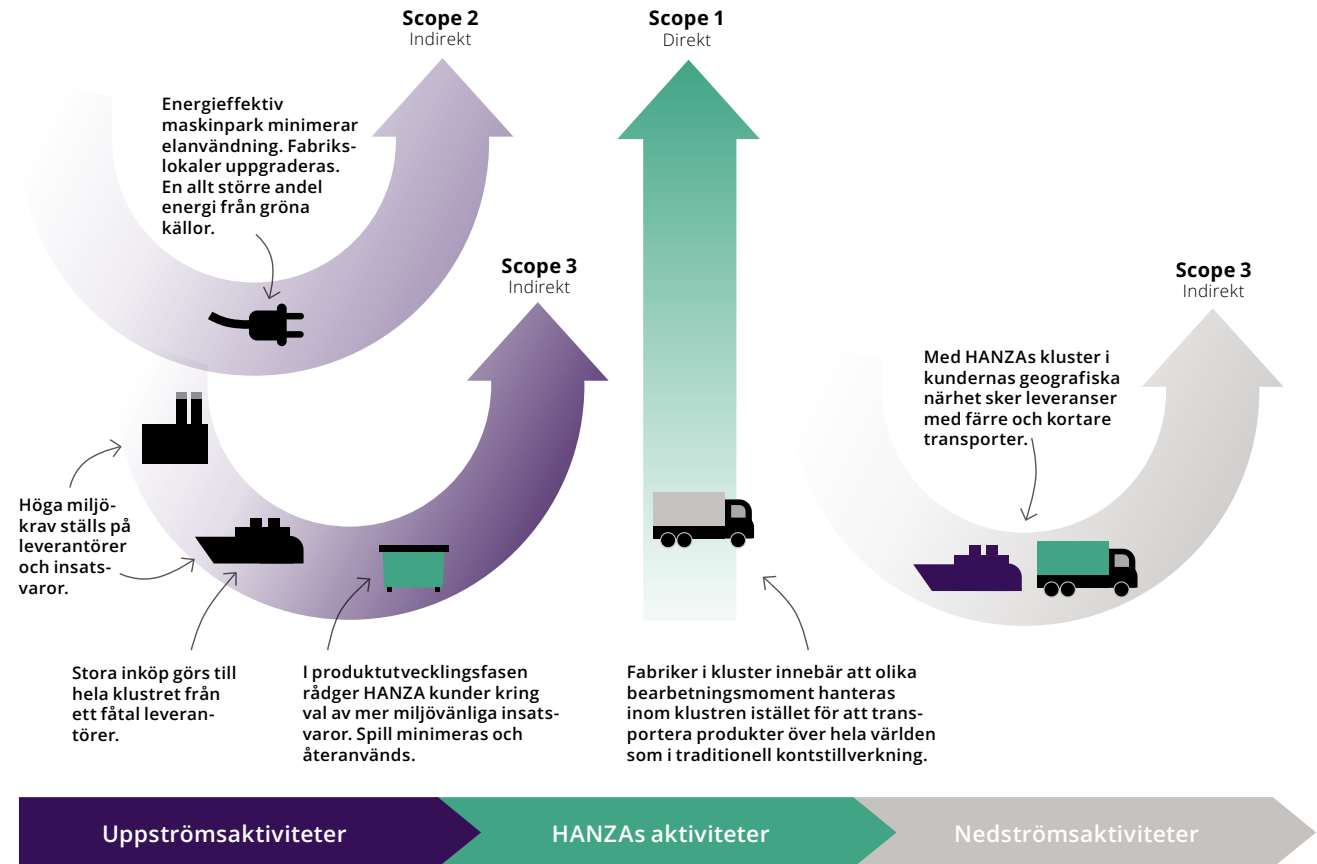 Scope 2
Indirekt
Energieffektiv
maskinpark minimerar
elanvändning. Fabriks-
lokaler uppgraderas.
En allt större andel
energi från gröna
källor.
Scope 3
Indirekt
Höga miljö-
krav ställs på
leverantörer
och insats-
varor.
Stora inköp görs till
hela klustret från
ett fåtal leveran-
törer.
I produktutvecklingsfasen
rådger HANZA kunder kring
val av mer miljövänliga insats-
varor. Spill minimeras och
återanvänds.
Scope 1
Direkt
Fabriker i kluster innebär att olika
bearbetningsmoment hanteras
inom klustren istället för att trans-
portera produkter över hela världen
som i traditionell kontstillverkning.
Scope 3
Indirekt
Med HANZAs kluster i
kundernas geografiska
närhet sker leveranser
med färre och kortare
transporter.
Uppströmsaktiviteter
HANZAs aktiviteter
Nedströmsaktiviteter